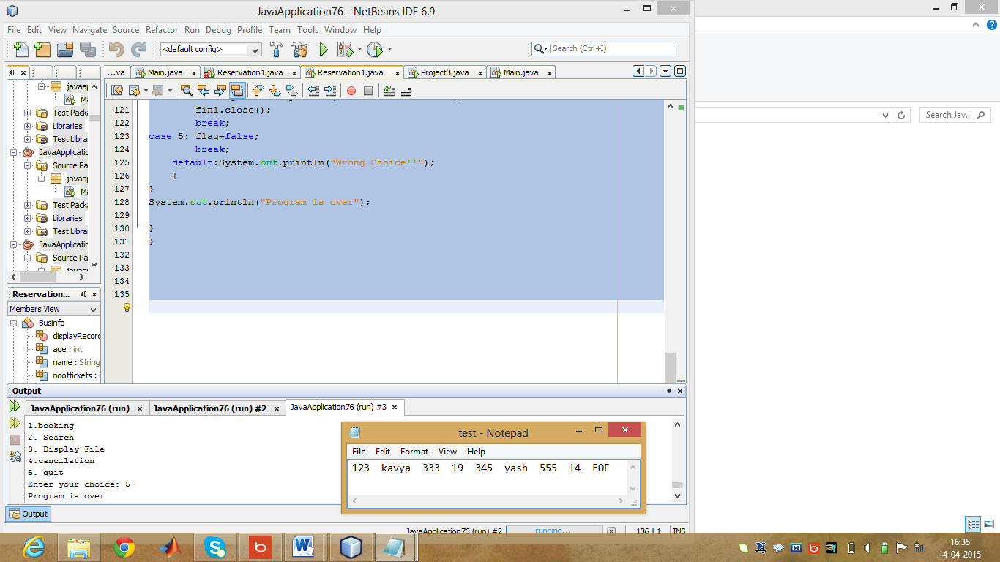 JavaApplication76 - NetBeans IDE 6.9
File Edit View Navigate Source Refactor Run Debug Profile Team Tools Window Help
<default config>
Search (Ctrl+I)
...va Main.java Reservation1.java Reservation1.java Project3.java Main.java
Search Jav...
javaap
Ma
Test Packa
Libraries
Test Libra
JavaApplicatic
Source Pa
javaap
Ma
Test Packa
Libraries
Test Libra
JavaApplicatic
Source Pa
121 fin1.close();
122 break;
123 case 5: flag=false;
124 break;
125 default:System.out.println("Wrong Choice!!");
126 }
127 }
128 System.out.println("Program is over");
129
130 }
131 }
132
133
134
135
Reservation...
Members View
Businfo
displayRecord
age : int
name : String
nooftickets : i
Output
JavaApplication76 (run) JavaApplication76 (run) #2 JavaApplication76 (run) #3
1.booking
2. Search
3. Display File
4.cancilation
5. quit
Enter your choice: 5
Program is over
test - Notepad
File Edit Format View Help
123 kavya 333 19 345 yash 555 14 EOF
Output
JavaApplication76 (run) #2 running... 136 | 1 INS
16:35
14-04-2015